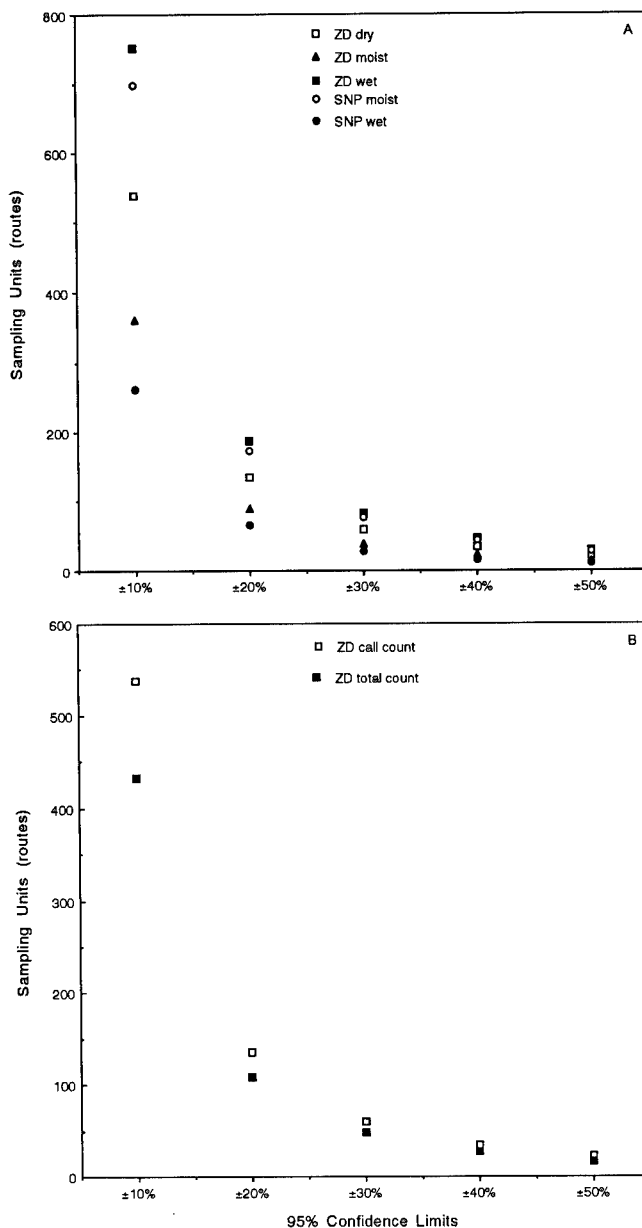 A
ZD dry
ZD moist
ZD wet
SNP moist
SNP wet
800
600
400
200
0
Sampling Units (routes)
±10% ±20% ±30% ±40% ±50%
B
ZD call count
ZD total count
600
500
400
300
200
100
0
Sampling Units (routes)
±10% ±20% ±30% ±40% ±50%
95% Confidence Limits